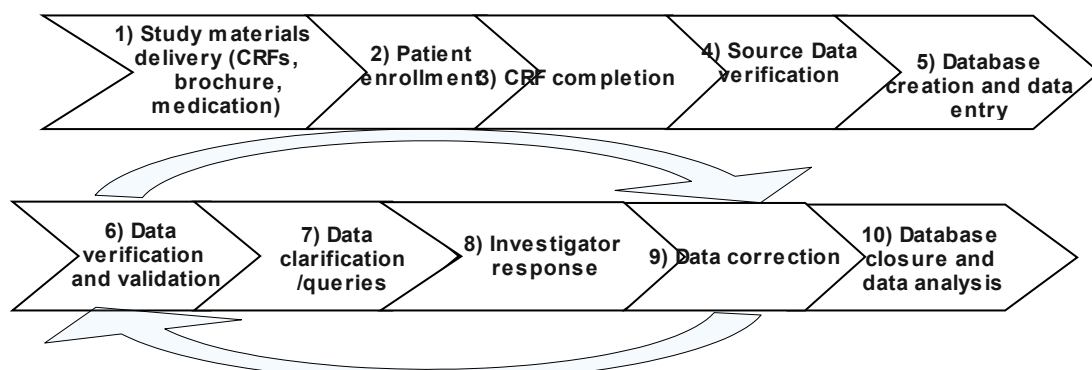 1) Study materials
delivery (CRFs,
brochure,
medication)
2) Patient
enrollment
3) CRF completion
4) Source Data
verification
5) Database
creation and data
entry
6) Data
verification
and validation
7) Data
clarification
/queries
8) Investigator
response
9) Data correction
10) Database
closure and
data analysis